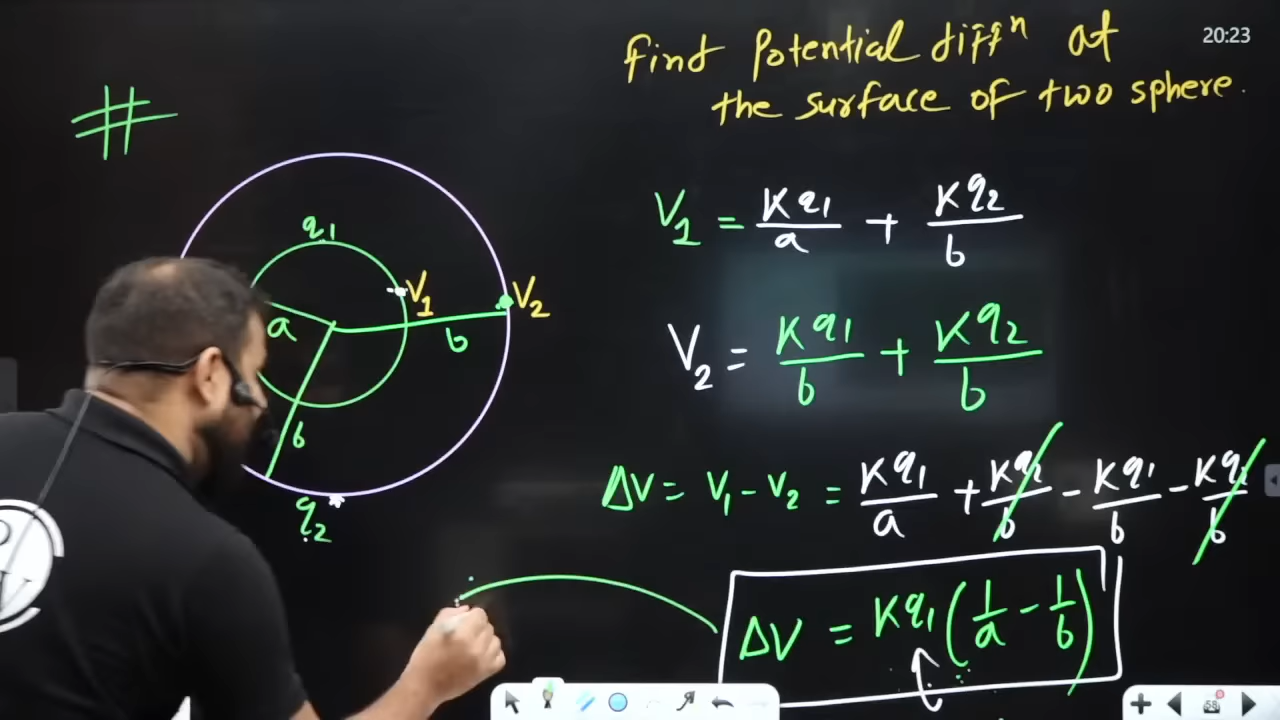 20:23
Find Potential diffⁿ at
the surface of two sphere.
#
q₁
V₁
V₂
a
b
b
q₂
V₁ = Kq₁/a + Kq₂/b
V₂ = Kq₁/b + Kq₂/b
ΔV = V₁ - V₂ = Kq₁/a + Kq₂/b - Kq₁/b - Kq₂/b
ΔV = Kq₁(1/a - 1/b)